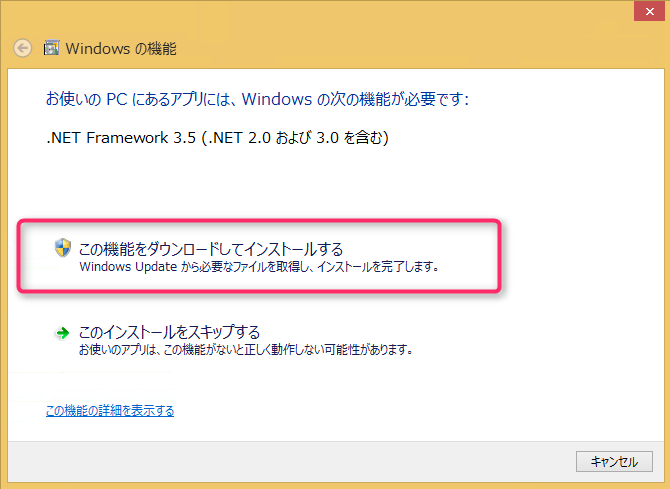 Windows の機能
お使いの PC にあるアプリには、Windows の次の機能が必要です:
.NET Framework 3.5 (.NET 2.0 および 3.0 を含む)
この機能をダウンロードしてインストールする
Windows Update から必要なファイルを取得し、インストールを完了します。
このインストールをスキップする
お使いのアプリは、この機能がないと正しく動作しない可能性があります。
この機能の詳細を表示する
キャンセル